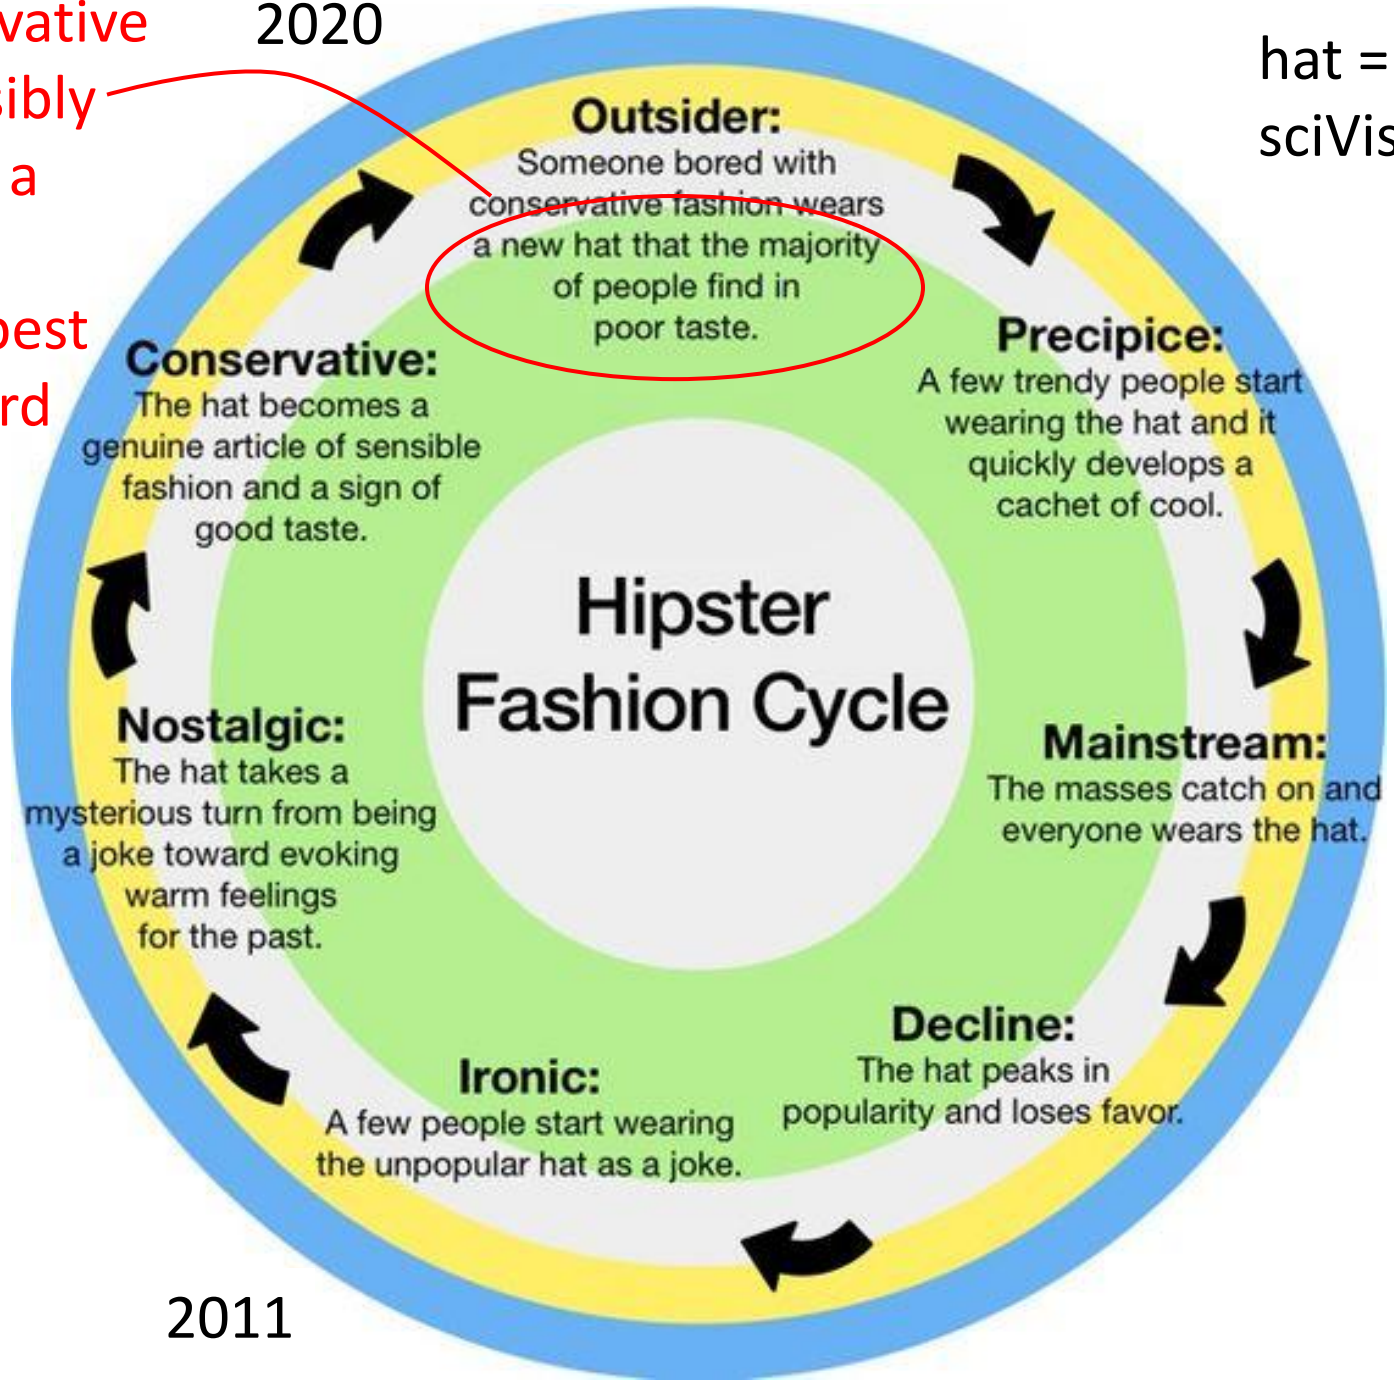 vative
sibly
a
best
rd
2020
hat =
sciVis
Outsider:
Someone bored with
conservative fashion wears
a new hat that the majority
of people find in
poor taste.
Precipice:
A few trendy people start
wearing the hat and it
quickly develops a
cachet of cool.
Mainstream:
The masses catch on and
everyone wears the hat.
Decline:
The hat peaks in
popularity and loses favor.
Ironic:
A few people start wearing
the unpopular hat as a joke.
Nostalgic:
The hat takes a
mysterious turn from being
a joke toward evoking
warm feelings
for the past.
Conservative:
The hat becomes a
genuine article of sensible
fashion and a sign of
good taste.
Hipster
Fashion Cycle
2011